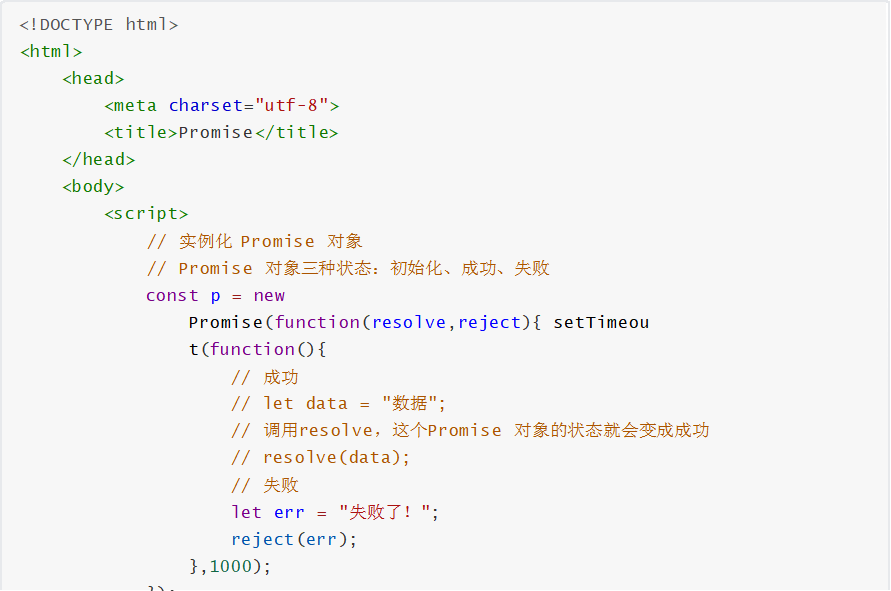 <!DOCTYPE html>
<html>
<head>
<meta charset="utf-8">
<title>Promise</title>
</head>
<body>
<script>
// 实例化 Promise 对象
// Promise 对象三种状态：初始化、成功、失败
const p = new
Promise(function(resolve,reject){ setTimeou
t(function(){
// 成功
// let data = "数据";
// 调用resolve，这个Promise 对象的状态就会变成成功
// resolve(data);
// 失败
let err = "失败了！";
reject(err);
},1000);
});